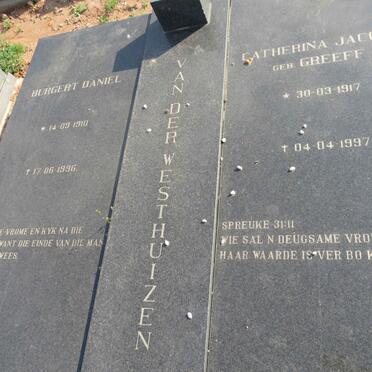 BURGERT DANIEL
* 14-09-1910
† 17-06-1996
VROME EN KYK NA DIE
WANT DIE EINDE VAN DIE MAN
WEES.
VAN DER WESTHUIZEN
CATHERINA JACO
GEB GREEFF
* 30-03-1917
† 04-04-1997
SPREUKE 31:11
WIE SAL N DEUGSAME VRO
HAAR WAARDE IS VER BO K